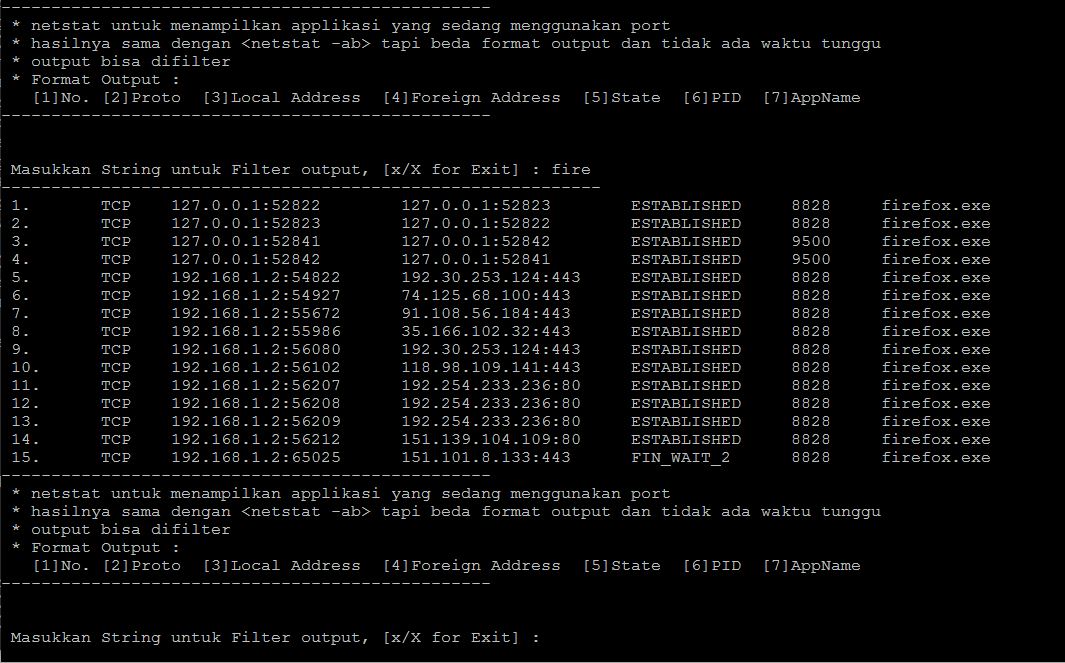 -------------------------------------------------
* netstat untuk menampilkan applikasi yang sedang menggunakan port
* hasilnya sama dengan <netstat -ab> tapi beda format output dan tidak ada waktu tunggu
* output bisa difilter
* Format Output :
[1]No. [2]Proto [3]Local Address [4]Foreign Address [5]State [6]PID [7]AppName
-------------------------------------------------
Masukkan String untuk Filter output, [x/X for Exit] : fire
------------------------------------------------------------
1. TCP 127.0.0.1:52822 127.0.0.1:52823 ESTABLISHED 8828 firefox.exe
2. TCP 127.0.0.1:52823 127.0.0.1:52822 ESTABLISHED 8828 firefox.exe
3. TCP 127.0.0.1:52841 127.0.0.1:52842 ESTABLISHED 9500 firefox.exe
4. TCP 127.0.0.1:52842 127.0.0.1:52841 ESTABLISHED 9500 firefox.exe
5. TCP 192.168.1.2:54822 192.30.253.124:443 ESTABLISHED 8828 firefox.exe
6. TCP 192.168.1.2:54927 74.125.68.100:443 ESTABLISHED 8828 firefox.exe
7. TCP 192.168.1.2:55672 91.108.56.184:443 ESTABLISHED 8828 firefox.exe
8. TCP 192.168.1.2:55986 35.166.102.32:443 ESTABLISHED 8828 firefox.exe
9. TCP 192.168.1.2:56080 192.30.253.124:443 ESTABLISHED 8828 firefox.exe
10. TCP 192.168.1.2:56102 118.98.109.141:443 ESTABLISHED 8828 firefox.exe
11. TCP 192.168.1.2:56207 192.254.233.236:80 ESTABLISHED 8828 firefox.exe
12. TCP 192.168.1.2:56208 192.254.233.236:80 ESTABLISHED 8828 firefox.exe
13. TCP 192.168.1.2:56209 192.254.233.236:80 ESTABLISHED 8828 firefox.exe
14. TCP 192.168.1.2:56212 151.139.104.109:80 ESTABLISHED 8828 firefox.exe
15. TCP 192.168.1.2:65025 151.101.8.133:443 FIN_WAIT_2 8828 firefox.exe
-------------------------------------------------
* netstat untuk menampilkan applikasi yang sedang menggunakan port
* hasilnya sama dengan <netstat -ab> tapi beda format output dan tidak ada waktu tunggu
* output bisa difilter
* Format Output :
[1]No. [2]Proto [3]Local Address [4]Foreign Address [5]State [6]PID [7]AppName
-------------------------------------------------
Masukkan String untuk Filter output, [x/X for Exit] :